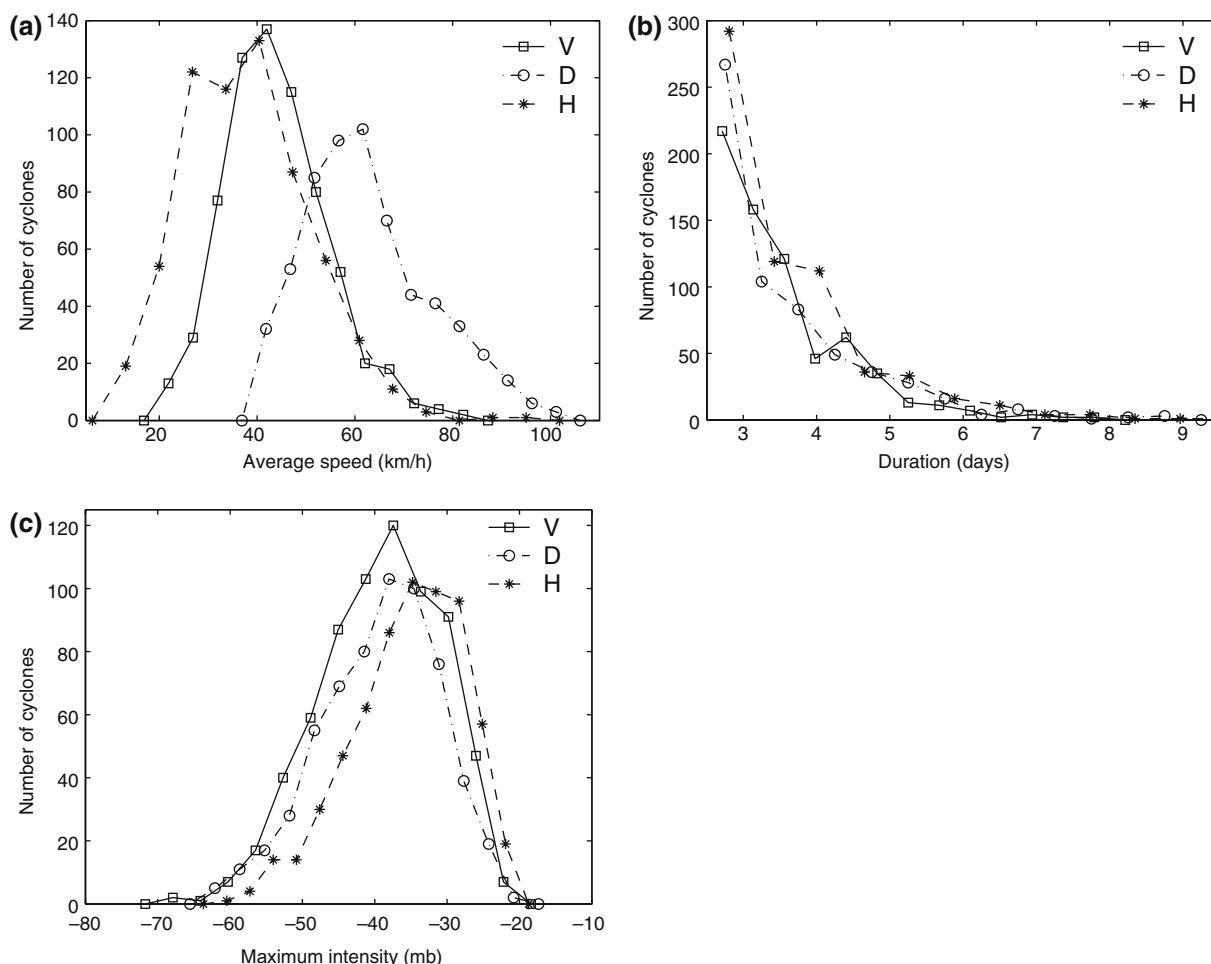 (a)
140
120
100
80
60
40
20
0
Number of cyclones
20 40 60 80 100
Average speed (km/h)
V
D
H
(b)
300
250
200
150
100
50
0
Number of cyclones
3 4 5 6 7 8 9
Duration (days)
V
D
H
(c)
120
100
80
60
40
20
0
Number of cyclones
−80 −70 −60 −50 −40 −30 −20 −10
Maximum intensity (mb)
V
D
H